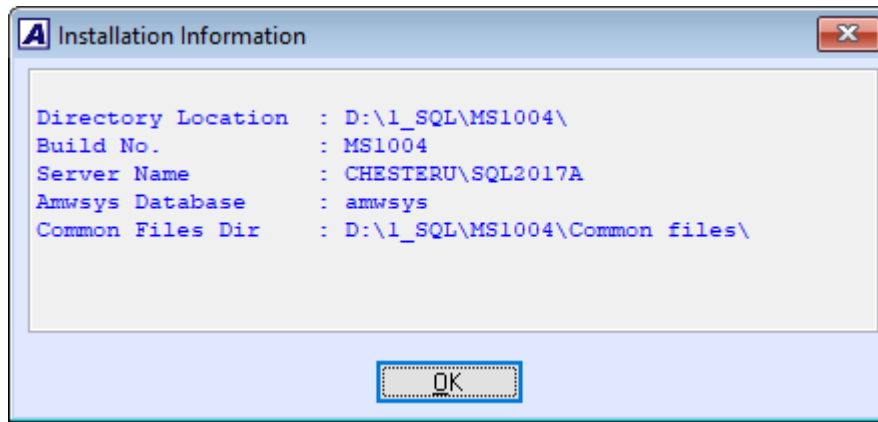 A Installation Information
Directory Location : D:\1_SQL\MS1004\
Build No. : MS1004
Server Name : CHESTERU\SQL2017A
Amwsys Database : amwsys
Common Files Dir : D:\1_SQL\MS1004\Common files\
OK